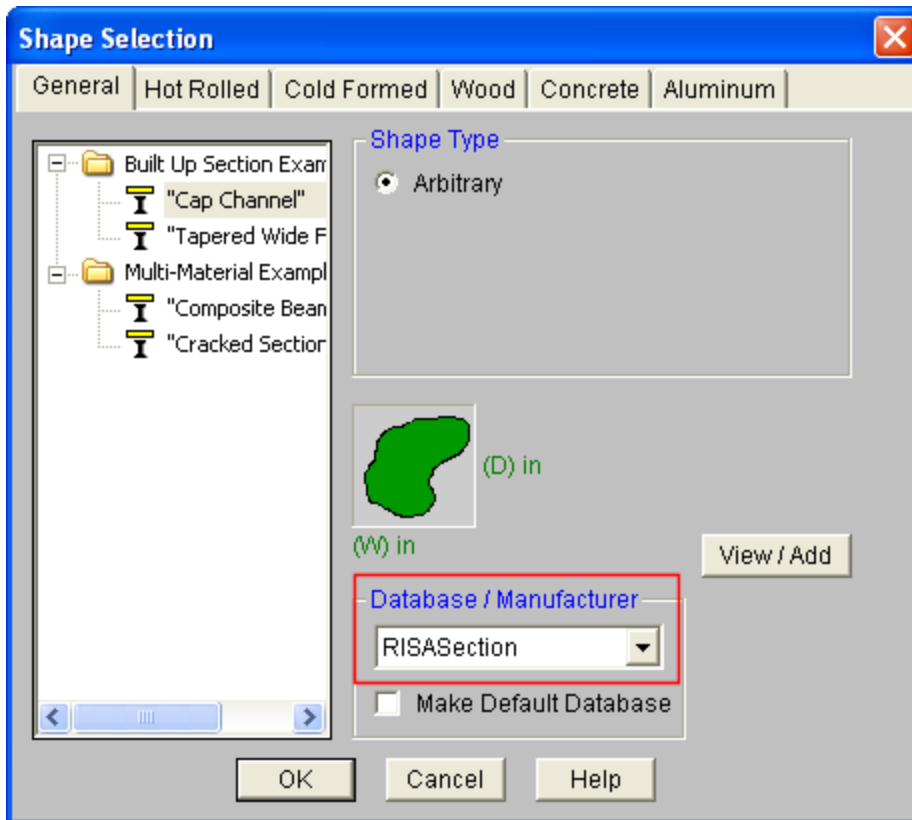 Shape Selection
General Hot Rolled Cold Formed Wood Concrete Aluminum
Built Up Section Exam
"Cap Channel"
"Tapered Wide F
Multi-Material Exampl
"Composite Bean
"Cracked Section
Shape Type
Arbitrary
(D) in
(W) in
View / Add
Database / Manufacturer
RISASection
Make Default Database
OK Cancel Help